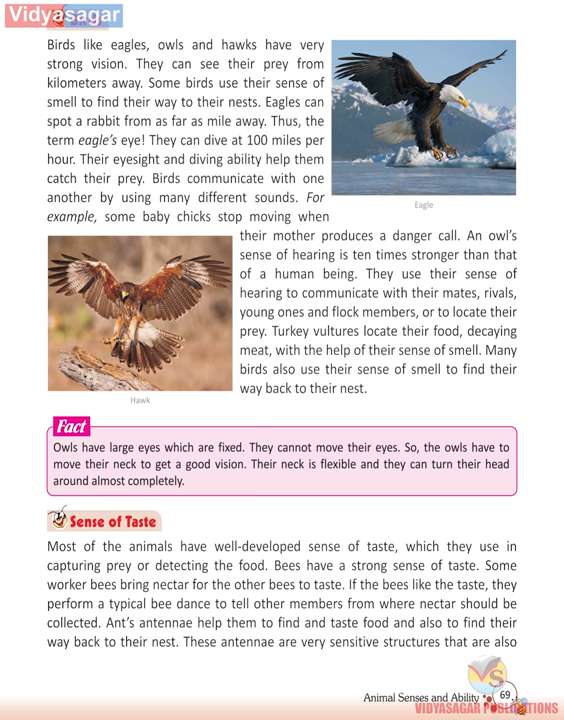 Vidyasagar
Birds like eagles, owls and hawks have very
strong vision. They can see their prey from
kilometers away. Some birds use their sense of
smell to find their way to their nests. Eagles can
spot a rabbit from as far as mile away. Thus, the
term eagle's eye! They can dive at 100 miles per
hour. Their eyesight and diving ability help them
catch their prey. Birds communicate with one
another by using many different sounds. For
example, some baby chicks stop moving when
Eagle
their mother produces a danger call. An owl's
sense of hearing is ten times stronger than that
of a human being. They use their sense of
hearing to communicate with their mates, rivals,
young ones and flock members, or to locate their
prey. Turkey vultures locate their food, decaying
meat, with the help of their sense of smell. Many
birds also use their sense of smell to find their
way back to their nest.
Hawk
Fact
Owls have large eyes which are fixed. They cannot move their eyes. So, the owls have to
move their neck to get a good vision. Their neck is flexible and they can turn their head
around almost completely.
Sense of Taste
Most of the animals have well-developed sense of taste, which they use in
capturing prey or detecting the food. Bees have a strong sense of taste. Some
worker bees bring nectar for the other bees to taste. If the bees like the taste, they
perform a typical bee dance to tell other members from where nectar should be
collected. Ant's antennae help them to find and taste food and also to find their
way back to their nest. These antennae are very sensitive structures that are also
VS
Animal Senses and Ability 69
VIDYASAGAR PUBLICATIONS